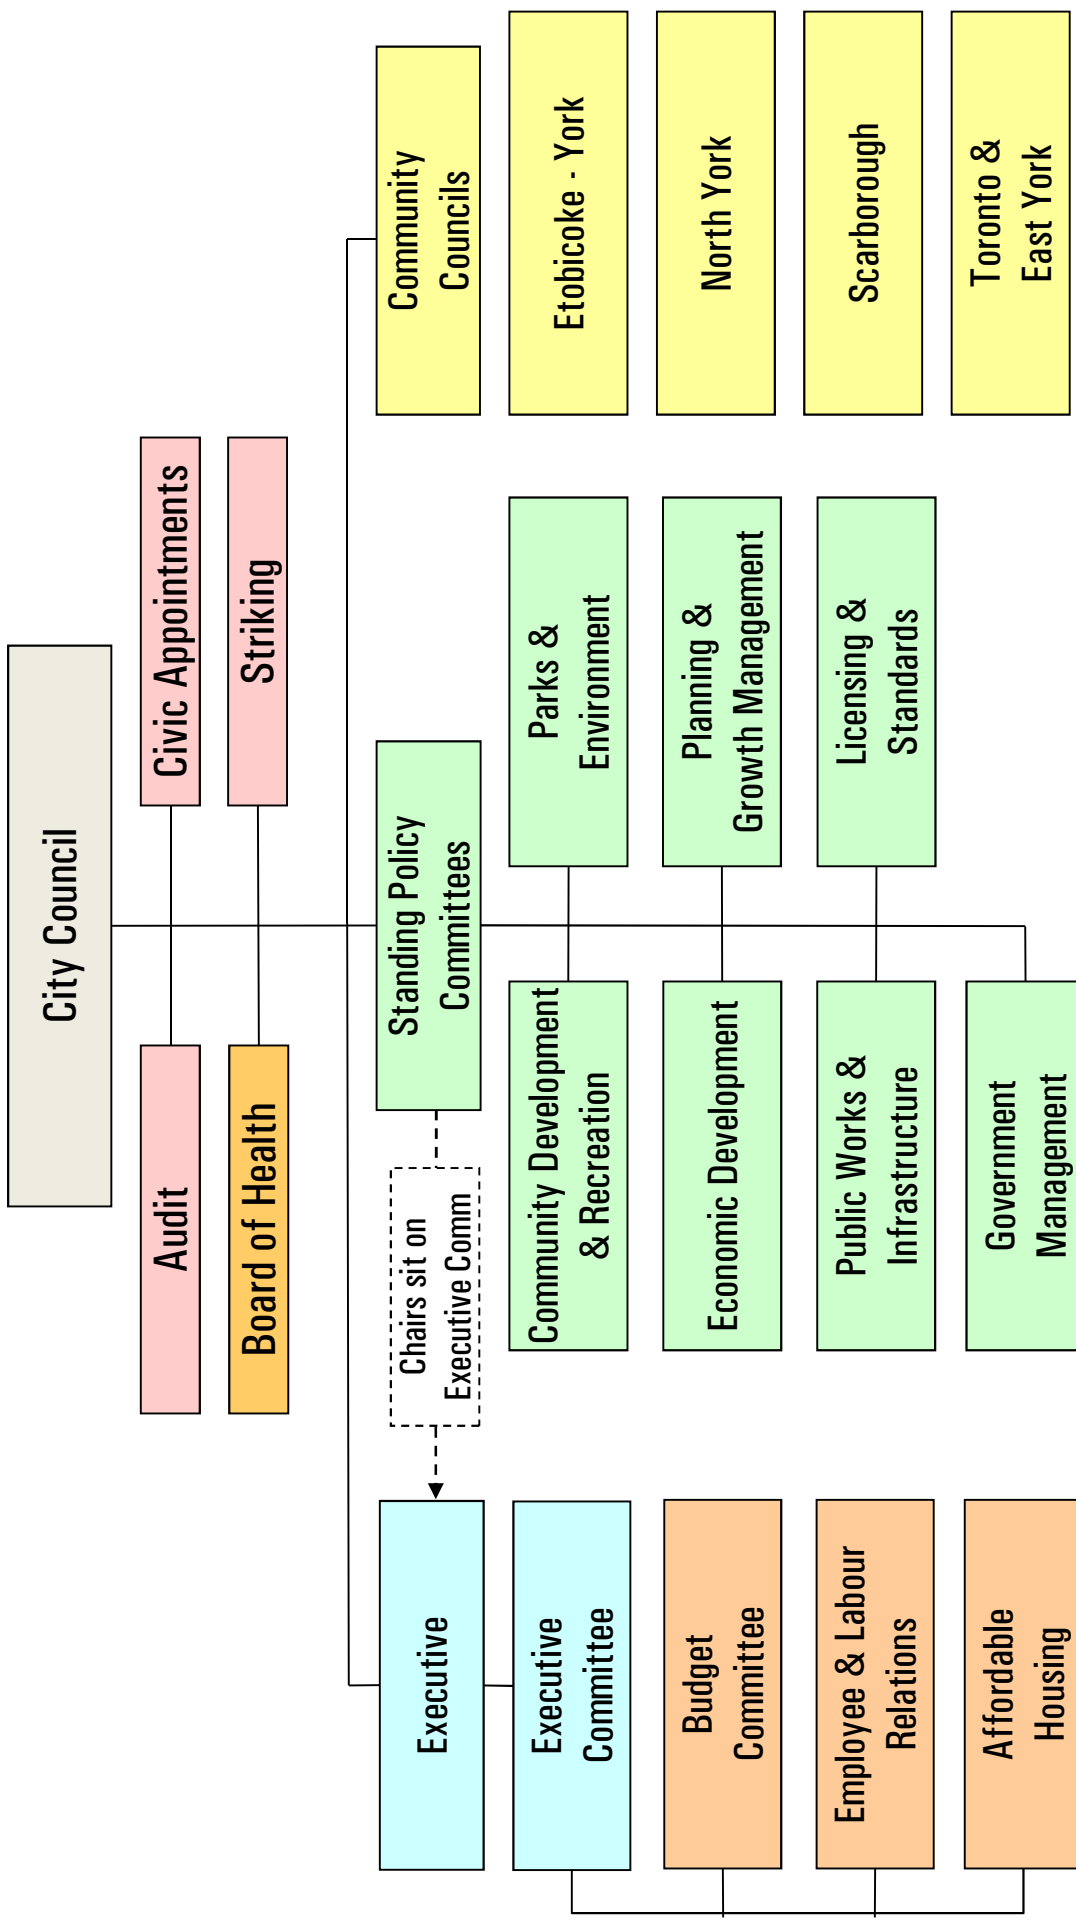 City Council
Audit
Civic Appointments
Board of Health
Striking
Executive
Chairs sit on
Executive Comm
Standing Policy
Committees
Community
Councils
Executive
Committee
Community Development
& Recreation
Parks &
Environment
Etobicoke - York
Budget
Committee
Economic Development
Planning &
Growth Management
North York
Employee & Labour
Relations
Public Works &
Infrastructure
Licensing &
Standards
Scarborough
Affordable
Housing
Government
Management
Toronto &
East York